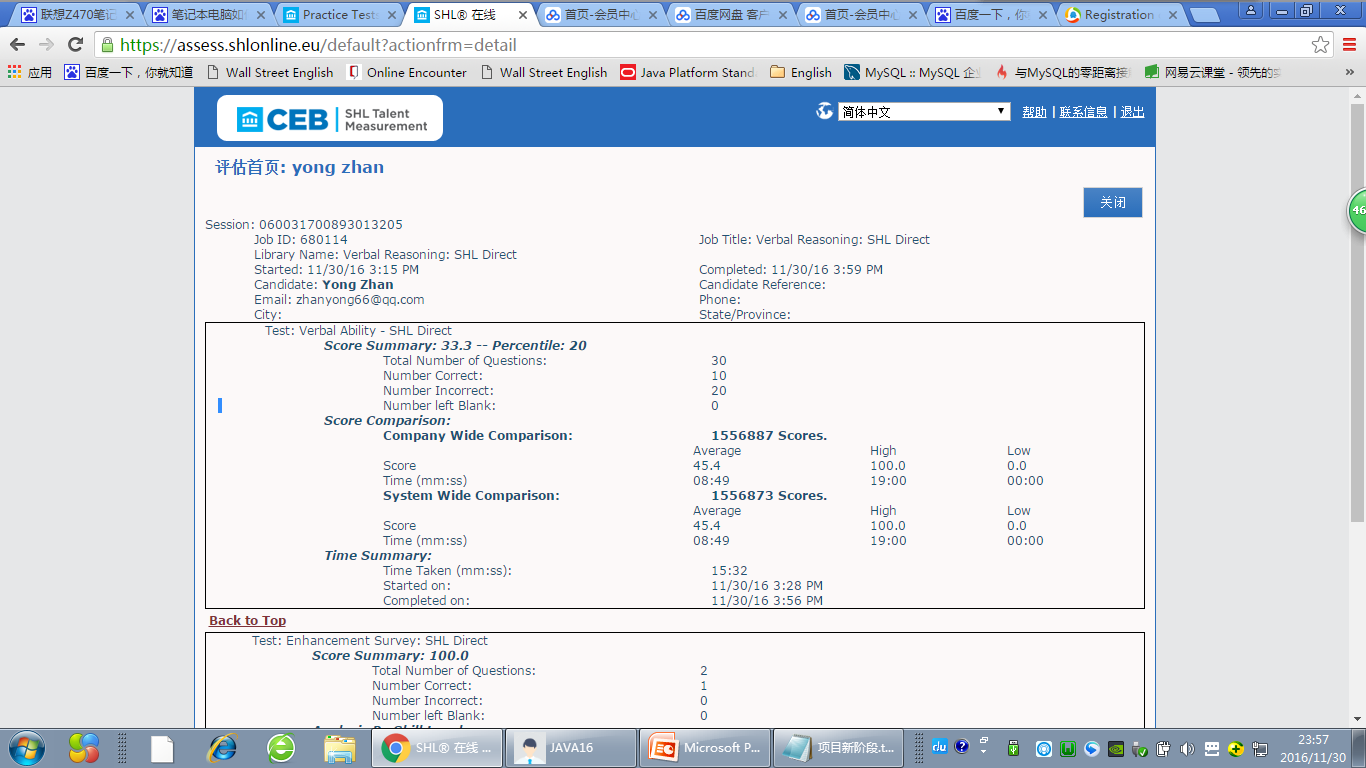 联想Z470笔记 笔记本电脑如 Practice Tests SHL® 在线 首页-会员中心 百度网盘 客户 首页-会员中心 百度一下，你 Registration
https://assess.shlonline.eu/default?actionfrm=detail
应用 百度一下，你就知道 Wall Street English Online Encounter Wall Street English Java Platform Stand English MySQL :: MySQL 企业 与MySQL的零距离接 网易云课堂 - 领先的 »
46
CEB SHL Talent Measurement
简体中文 帮助 | 联系信息 | 退出
评估首页: yong zhan
关闭
Session: 060031700893013205
Job ID: 680114 Job Title: Verbal Reasoning: SHL Direct
Library Name: Verbal Reasoning: SHL Direct
Started: 11/30/16 3:15 PM Completed: 11/30/16 3:59 PM
Candidate: Yong Zhan Candidate Reference:
Email: zhanyong66@qq.com Phone:
City: State/Province:
Test: Verbal Ability - SHL Direct
Score Summary: 33.3 -- Percentile: 20
Total Number of Questions: 30
Number Correct: 10
Number Incorrect: 20
Number left Blank: 0
Score Comparison:
Company Wide Comparison: 1556887 Scores.
Average High Low
Score 45.4 100.0 0.0
Time (mm:ss) 08:49 19:00 00:00
System Wide Comparison: 1556873 Scores.
Average High Low
Score 45.4 100.0 0.0
Time (mm:ss) 08:49 19:00 00:00
Time Summary:
Time Taken (mm:ss): 15:32
Started on: 11/30/16 3:28 PM
Completed on: 11/30/16 3:56 PM
Back to Top
Test: Enhancement Survey: SHL Direct
Score Summary: 100.0
Total Number of Questions: 2
Number Correct: 1
Number Incorrect: 0
Number left Blank: 0
SHL® 在线 ... JAVA16 Microsoft P... 项目新阶段.t... du 23:57
2016/11/30